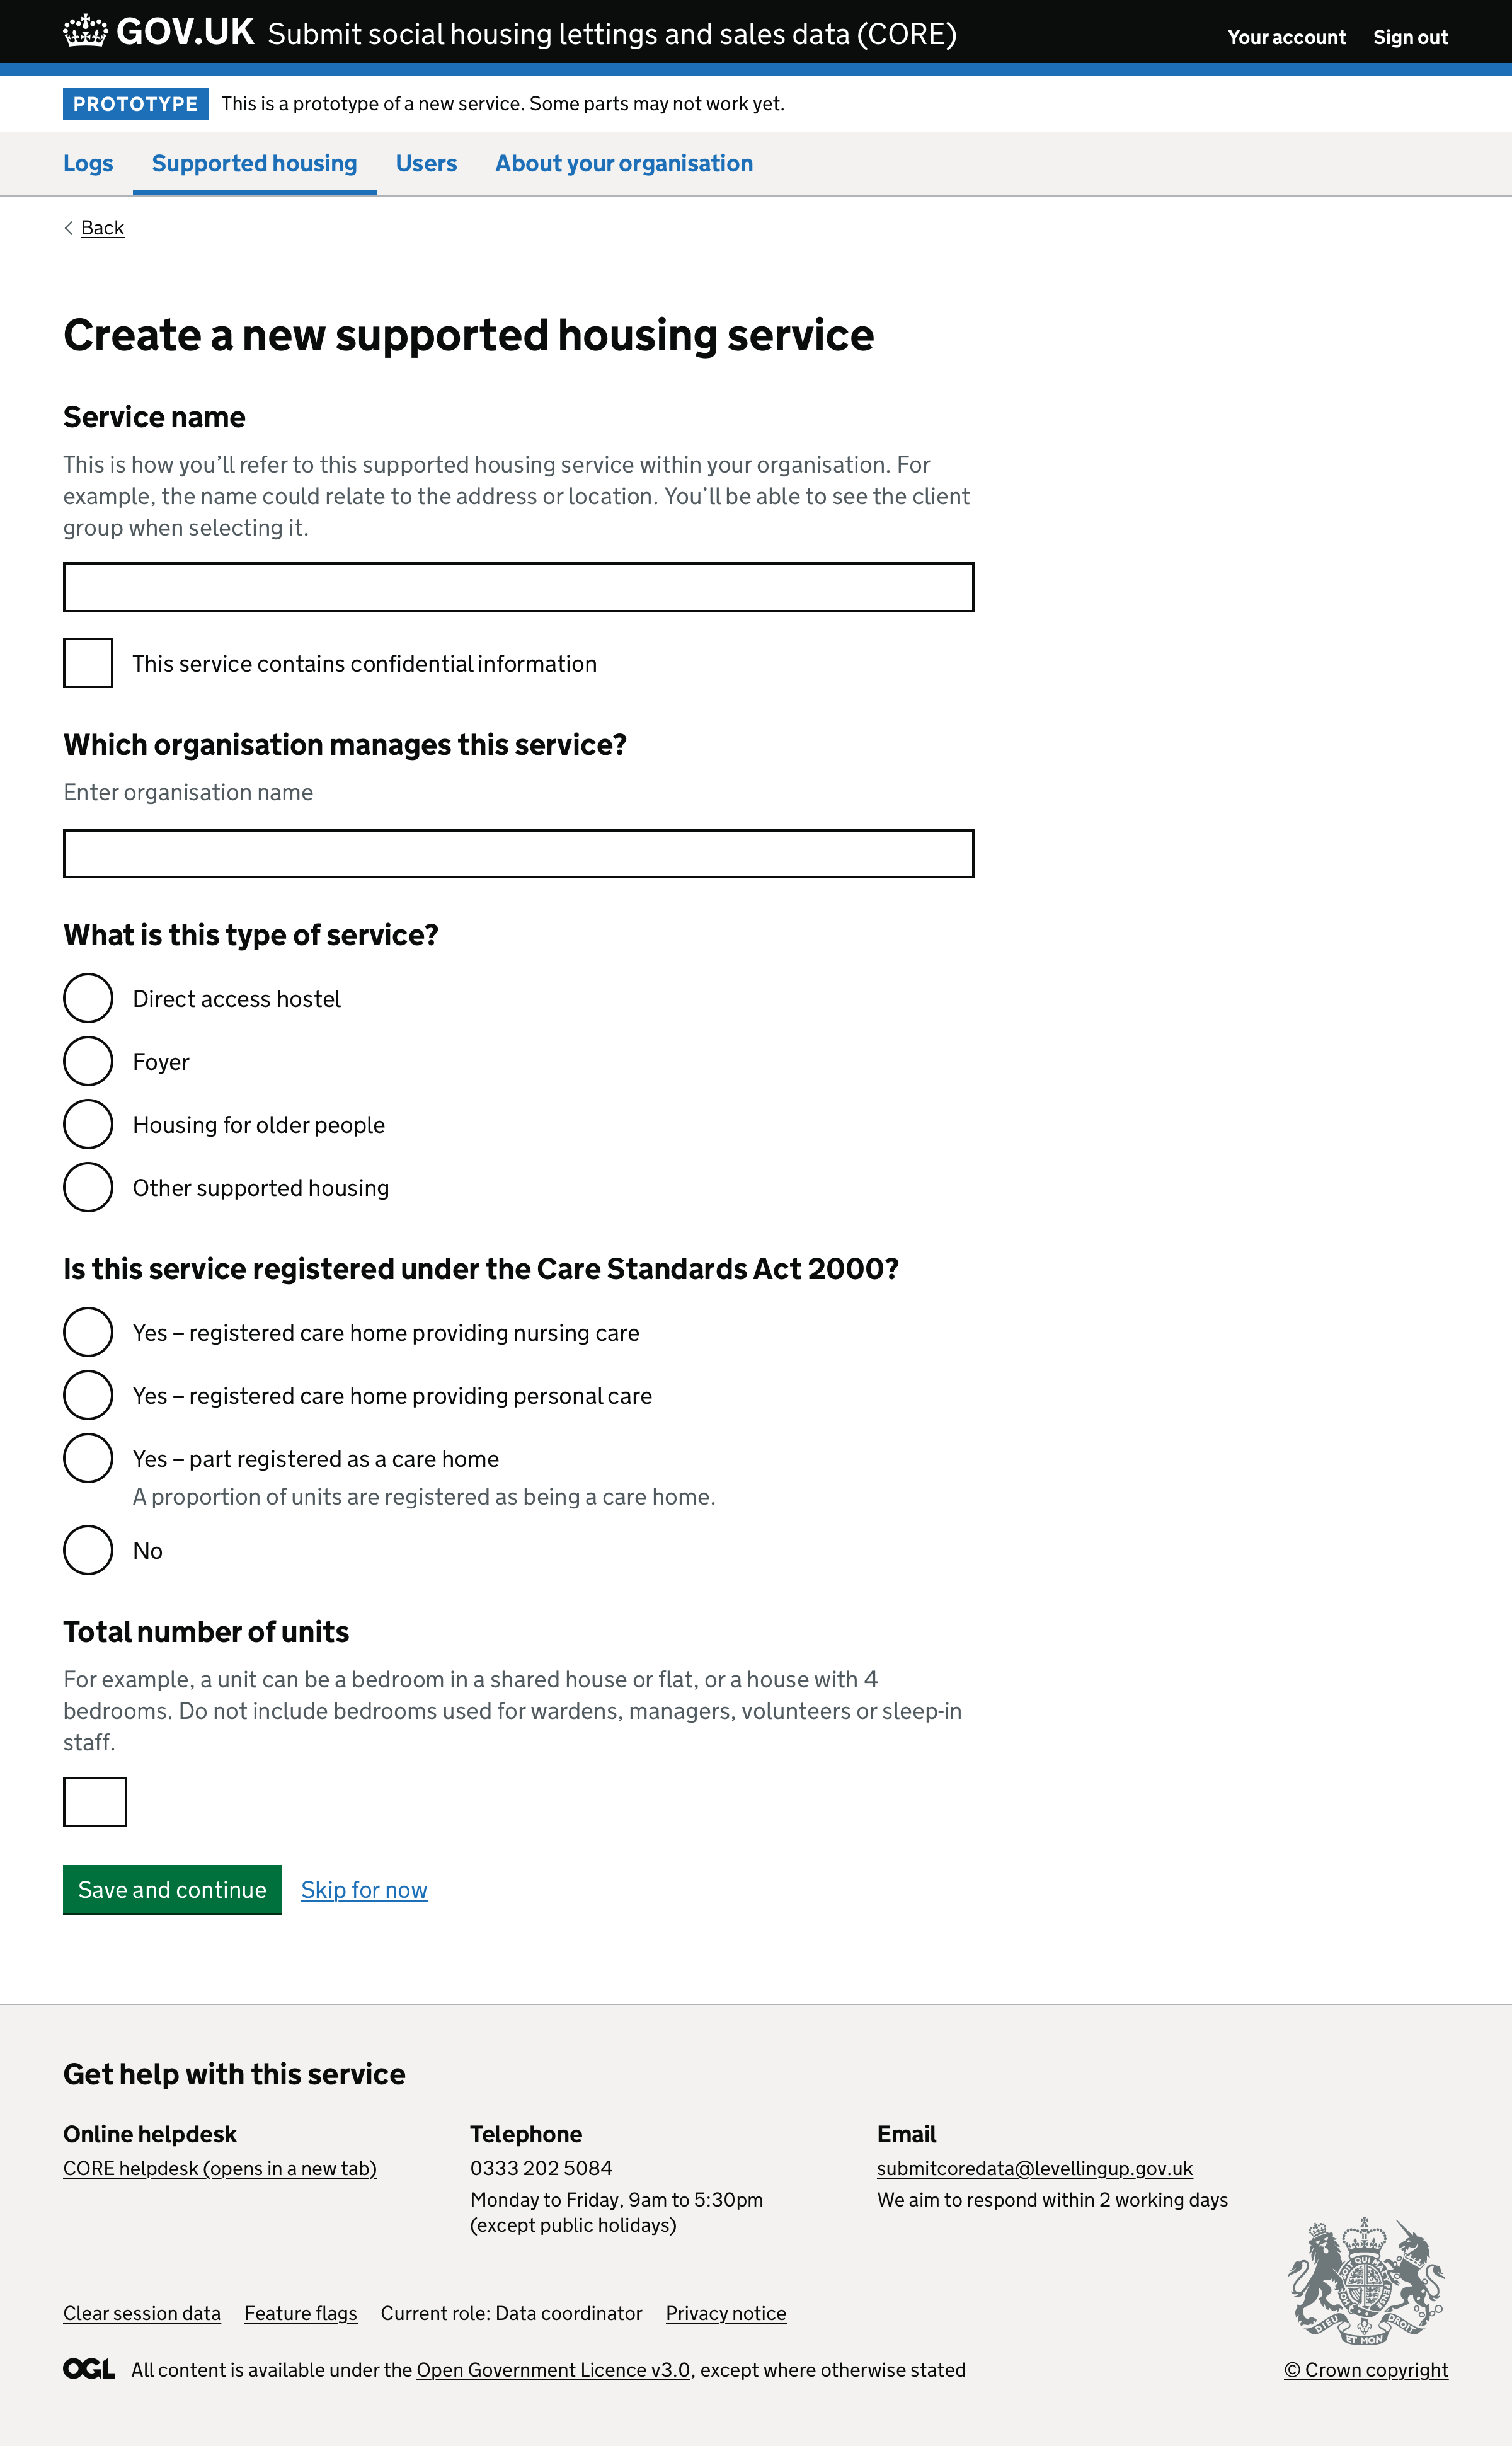 GOV.UK Submit social housing lettings and sales data (CORE)
Your account Sign out
PROTOTYPE This is a prototype of a new service. Some parts may not work yet.
Logs Supported housing Users About your organisation
Back
Create a new supported housing service
Service name
This is how you’ll refer to this supported housing service within your organisation. For
example, the name could relate to the address or location. You’ll be able to see the client
group when selecting it.
This service contains confidential information
Which organisation manages this service?
Enter organisation name
What is this type of service?
Direct access hostel
Foyer
Housing for older people
Other supported housing
Is this service registered under the Care Standards Act 2000?
Yes – registered care home providing nursing care
Yes – registered care home providing personal care
Yes – part registered as a care home
A proportion of units are registered as being a care home.
No
Total number of units
For example, a unit can be a bedroom in a shared house or flat, or a house with 4
bedrooms. Do not include bedrooms used for wardens, managers, volunteers or sleep-in
staff.
Save and continue Skip for now
Get help with this service
Online helpdesk
CORE helpdesk (opens in a new tab)
Telephone
0333 202 5084
Monday to Friday, 9am to 5:30pm
(except public holidays)
Email
submitcoredata@levellingup.gov.uk
We aim to respond within 2 working days
DIEU ET MON DROIT
Clear session data Feature flags Current role: Data coordinator Privacy notice
OGL All content is available under the Open Government Licence v3.0, except where otherwise stated
© Crown copyright